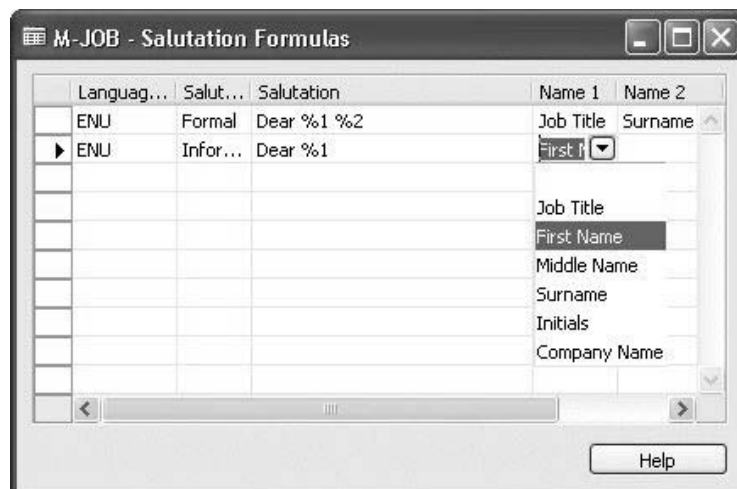 M-JOB - Salutation Formulas
Languag... Salut... Salutation Name 1 Name 2
ENU Formal Dear %1 %2 Job Title Surname
ENU Infor... Dear %1 First N
Job Title
First Name
Middle Name
Surname
Initials
Company Name
Help